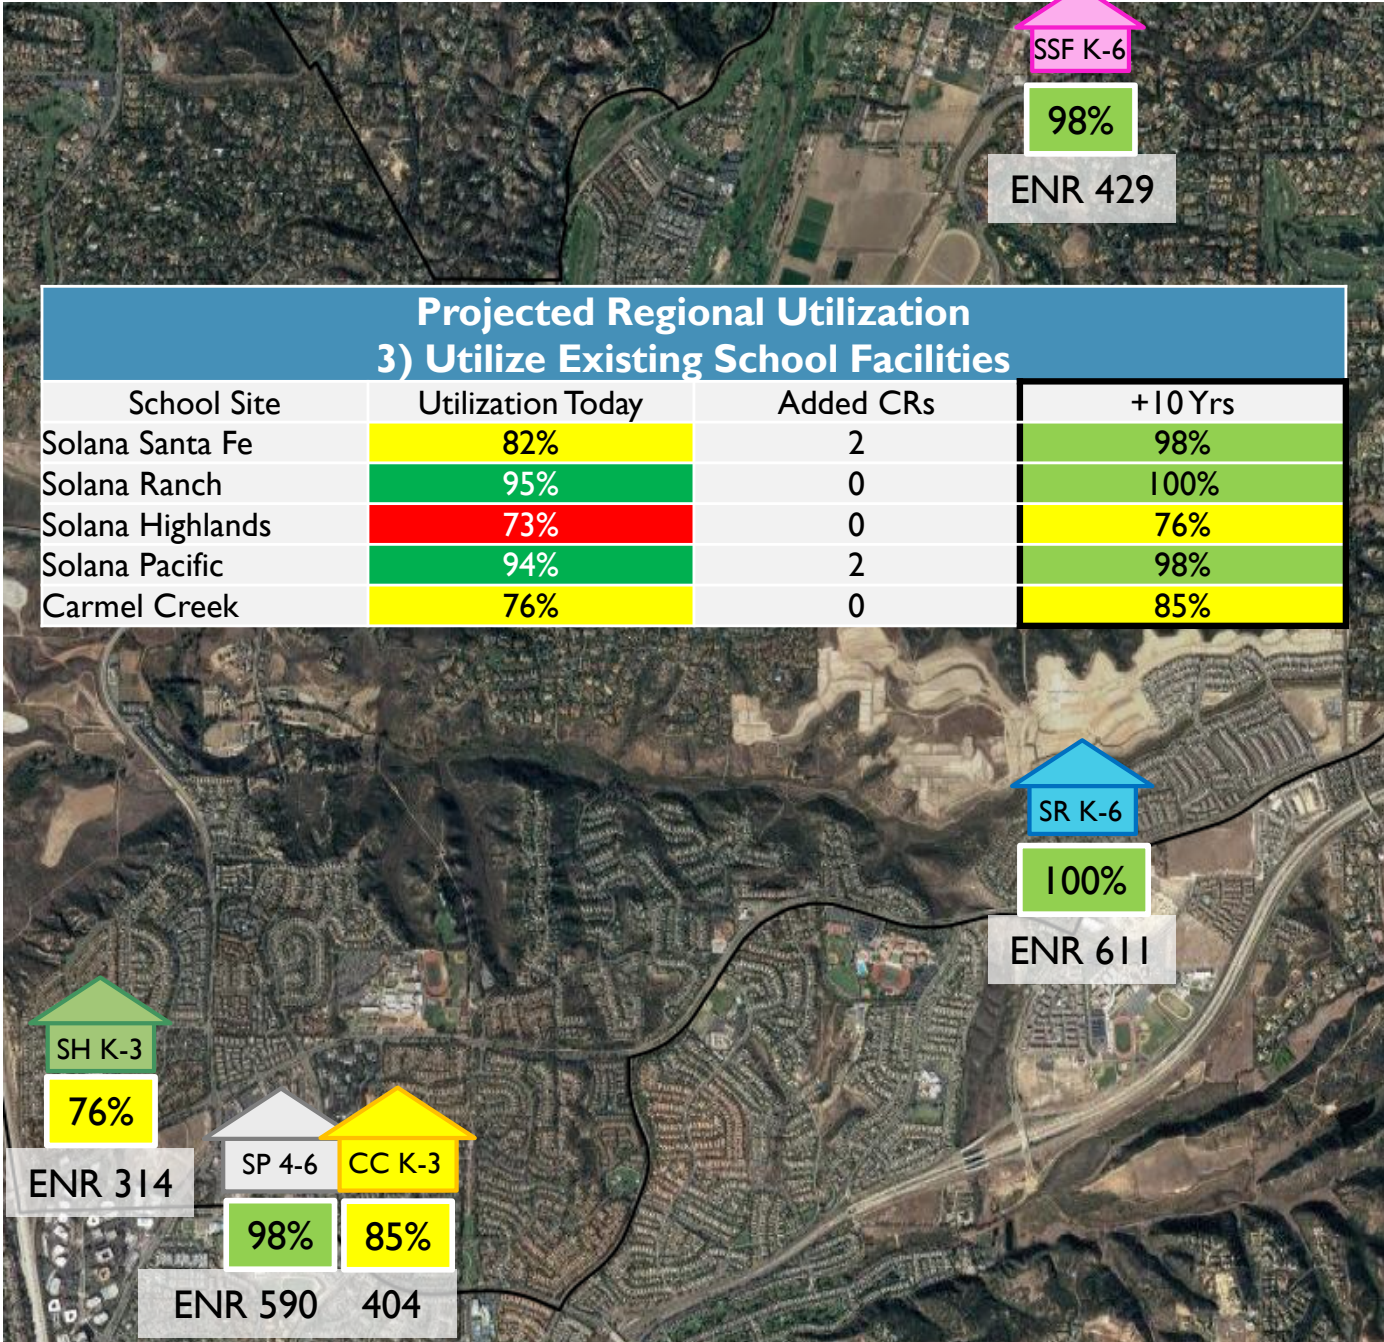 SSF K-6
98%
ENR 429
Projected Regional Utilization
3) Utilize Existing School Facilities
School Site Utilization Today Added CRs +10 Yrs
Solana Santa Fe 82% 2 98%
Solana Ranch 95% 0 100%
Solana Highlands 73% 0 76%
Solana Pacific 94% 2 98%
Carmel Creek 76% 0 85%
SR K-6
100%
ENR 611
SH K-3
76%
ENR 314
SP 4-6 CC K-3
98% 85%
ENR 590 404